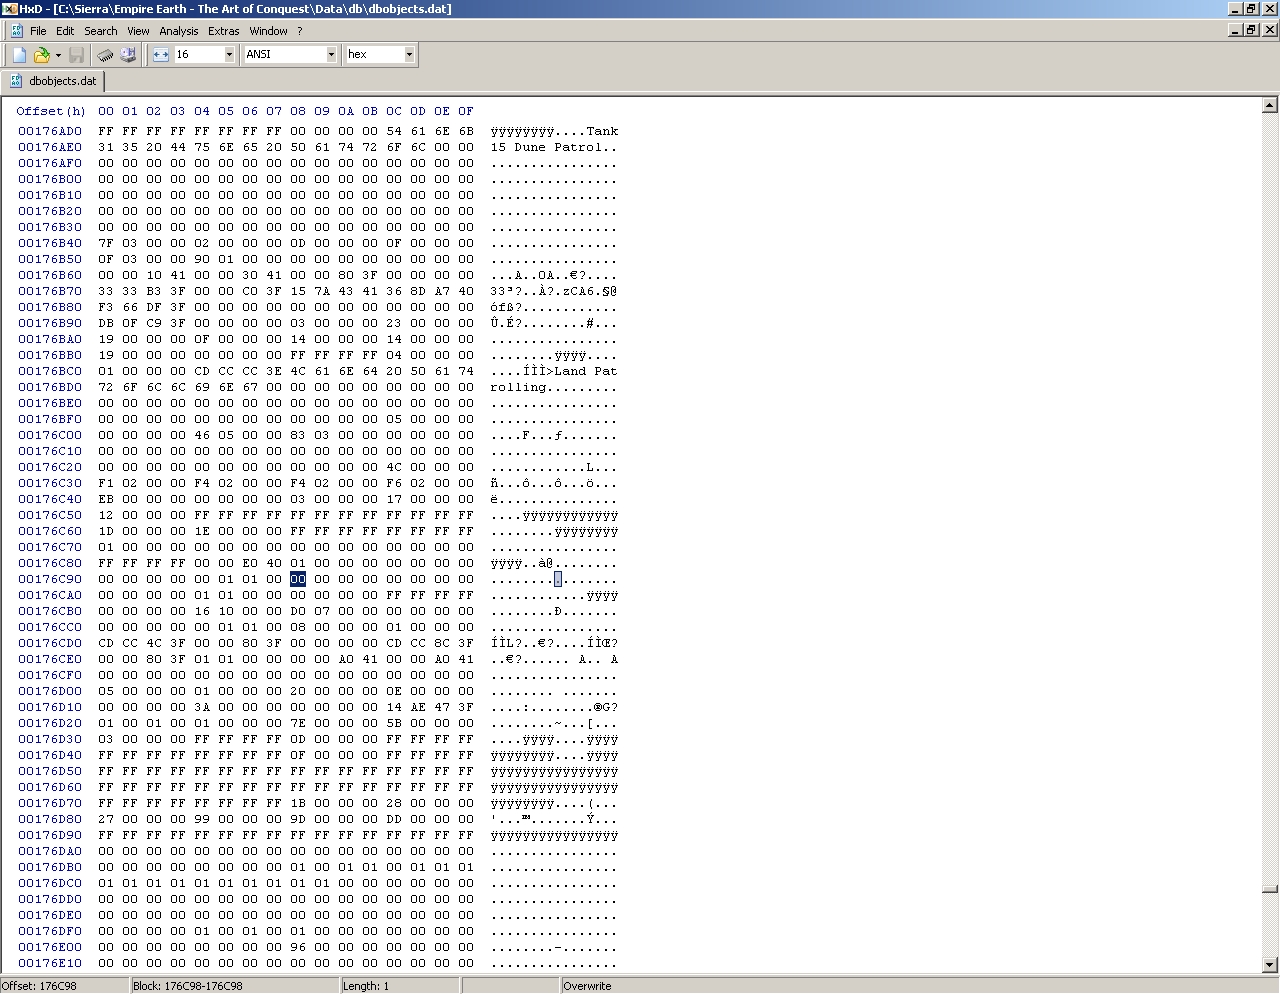 HxD - [C:\Sierra\Empire Earth - The Art of Conquest\Data\db\dbobjects.dat]
File Edit Search View Analysis Extras Window ?
16 ANSI hex
dbobjects.dat
Offset(h) 00 01 02 03 04 05 06 07 08 09 0A 0B 0C 0D 0E 0F
00176AD0 FF FF FF FF FF FF FF FF 00 00 00 00 54 61 6E 6B ÿÿÿÿÿÿÿÿ....Tank
00176AE0 31 35 20 44 75 6E 65 20 50 61 74 72 6F 6C 00 00 15 Dune Patrol..
00176AF0 00 00 00 00 00 00 00 00 00 00 00 00 00 00 00 00 ................
00176B00 00 00 00 00 00 00 00 00 00 00 00 00 00 00 00 00 ................
00176B10 00 00 00 00 00 00 00 00 00 00 00 00 00 00 00 00 ................
00176B20 00 00 00 00 00 00 00 00 00 00 00 00 00 00 00 00 ................
00176B30 00 00 00 00 00 00 00 00 00 00 00 00 00 00 00 00 ................
00176B40 7F 03 00 00 02 00 00 00 0D 00 00 00 0F 00 00 00 ................
00176B50 0F 03 00 00 90 01 00 00 00 00 00 00 00 00 00 00 ................
00176B60 00 00 10 41 00 00 30 41 00 00 80 3F 00 00 00 00 ...A..0A..€?....
00176B70 33 33 B3 3F 00 00 C0 3F 15 7A 43 41 36 8D A7 40 33³?..À?.zCA6.§@
00176B80 F3 66 DF 3F 00 00 00 00 00 00 00 00 00 00 00 00 ófß?............
00176B90 DB 0F C9 3F 00 00 00 00 03 00 00 00 23 00 00 00 Û.É?........#...
00176BA0 19 00 00 00 0F 00 00 00 14 00 00 00 14 00 00 00 ................
00176BB0 19 00 00 00 00 00 00 00 FF FF FF FF 04 00 00 00 ........ÿÿÿÿ....
00176BC0 01 00 00 00 CD CC CC 3E 4C 61 6E 64 20 50 61 74 ....ÍÌÌ>Land Pat
00176BD0 72 6F 6C 6C 69 6E 67 00 00 00 00 00 00 00 00 00 rolling.........
00176BE0 00 00 00 00 00 00 00 00 00 00 00 00 00 00 00 00 ................
00176BF0 00 00 00 00 00 00 00 00 00 00 00 00 05 00 00 00 ................
00176C00 00 00 00 00 46 05 00 00 83 03 00 00 00 00 00 00 ....F...ƒ.......
00176C10 00 00 00 00 00 00 00 00 00 00 00 00 00 00 00 00 ................
00176C20 00 00 00 00 00 00 00 00 00 00 00 00 4C 00 00 00 ............L...
00176C30 F1 02 00 00 F4 02 00 00 F4 02 00 00 F6 02 00 00 ñ...ô...ô...ö...
00176C40 EB 00 00 00 00 00 00 00 03 00 00 00 17 00 00 00 ë...............
00176C50 12 00 00 00 FF FF FF FF FF FF FF FF FF FF FF FF ....ÿÿÿÿÿÿÿÿÿÿÿÿ
00176C60 1D 00 00 00 1E 00 00 00 FF FF FF FF FF FF FF FF ........ÿÿÿÿÿÿÿÿ
00176C70 01 00 00 00 00 00 00 00 00 00 00 00 00 00 00 00 ................
00176C80 FF FF FF FF 00 00 E0 40 01 00 00 00 00 00 00 00 ÿÿÿÿ..à@........
00176C90 00 00 00 00 00 01 01 00 00 00 00 00 00 00 00 00 ................
00176CA0 00 00 00 00 01 01 00 00 00 00 00 00 FF FF FF FF ............ÿÿÿÿ
00176CB0 00 00 00 00 16 10 00 00 D0 07 00 00 00 00 00 00 ........Ð.......
00176CC0 00 00 00 00 00 01 01 00 08 00 00 00 01 00 00 00 ................
00176CD0 CD CC 4C 3F 00 00 80 3F 00 00 00 00 CD CC 8C 3F ÍÌL?..€?....ÍÌŒ?
00176CE0 00 00 80 3F 01 01 00 00 00 00 A0 41 00 00 A0 41 ..€?...... A.. A
00176CF0 00 00 00 00 00 00 00 00 00 00 00 00 00 00 00 00 ................
00176D00 05 00 00 00 01 00 00 00 20 00 00 00 0E 00 00 00 ........ .......
00176D10 00 00 00 00 3A 00 00 00 00 00 00 00 14 AE 47 3F ....:........®G?
00176D20 01 00 01 00 01 00 00 00 7E 00 00 00 5B 00 00 00 ........~...[...
00176D30 03 00 00 00 FF FF FF FF 0D 00 00 00 FF FF FF FF ....ÿÿÿÿ....ÿÿÿÿ
00176D40 FF FF FF FF FF FF FF FF 0F 00 00 00 FF FF FF FF ÿÿÿÿÿÿÿÿ....ÿÿÿÿ
00176D50 FF FF FF FF FF FF FF FF FF FF FF FF FF FF FF FF ÿÿÿÿÿÿÿÿÿÿÿÿÿÿÿÿ
00176D60 FF FF FF FF FF FF FF FF FF FF FF FF FF FF FF FF ÿÿÿÿÿÿÿÿÿÿÿÿÿÿÿÿ
00176D70 FF FF FF FF FF FF FF FF 1B 00 00 00 28 00 00 00 ÿÿÿÿÿÿÿÿ....(...
00176D80 27 00 00 00 99 00 00 00 9D 00 00 00 DD 00 00 00 '...™.......Ý...
00176D90 FF FF FF FF FF FF FF FF FF FF FF FF FF FF FF FF ÿÿÿÿÿÿÿÿÿÿÿÿÿÿÿÿ
00176DA0 00 00 00 00 00 00 00 00 00 00 00 00 00 00 00 00 ................
00176DB0 00 00 00 00 00 00 00 00 01 00 01 01 00 01 01 01 ................
00176DC0 01 01 01 01 01 01 01 01 01 01 00 00 00 00 00 00 ................
00176DD0 00 00 00 00 00 00 00 00 00 00 00 00 00 00 00 00 ................
00176DE0 00 00 00 00 00 00 00 00 00 00 00 00 00 00 00 00 ................
00176DF0 00 00 00 00 01 00 01 00 01 00 00 00 00 00 00 00 ................
00176E00 00 00 00 00 00 00 00 00 96 00 00 00 00 00 00 00 ........–.......
00176E10 00 00 00 00 00 00 00 00 00 00 00 00 00 00 00 00 ................
Offset: 176C98 Block: 176C98-176C98 Length: 1 Overwrite